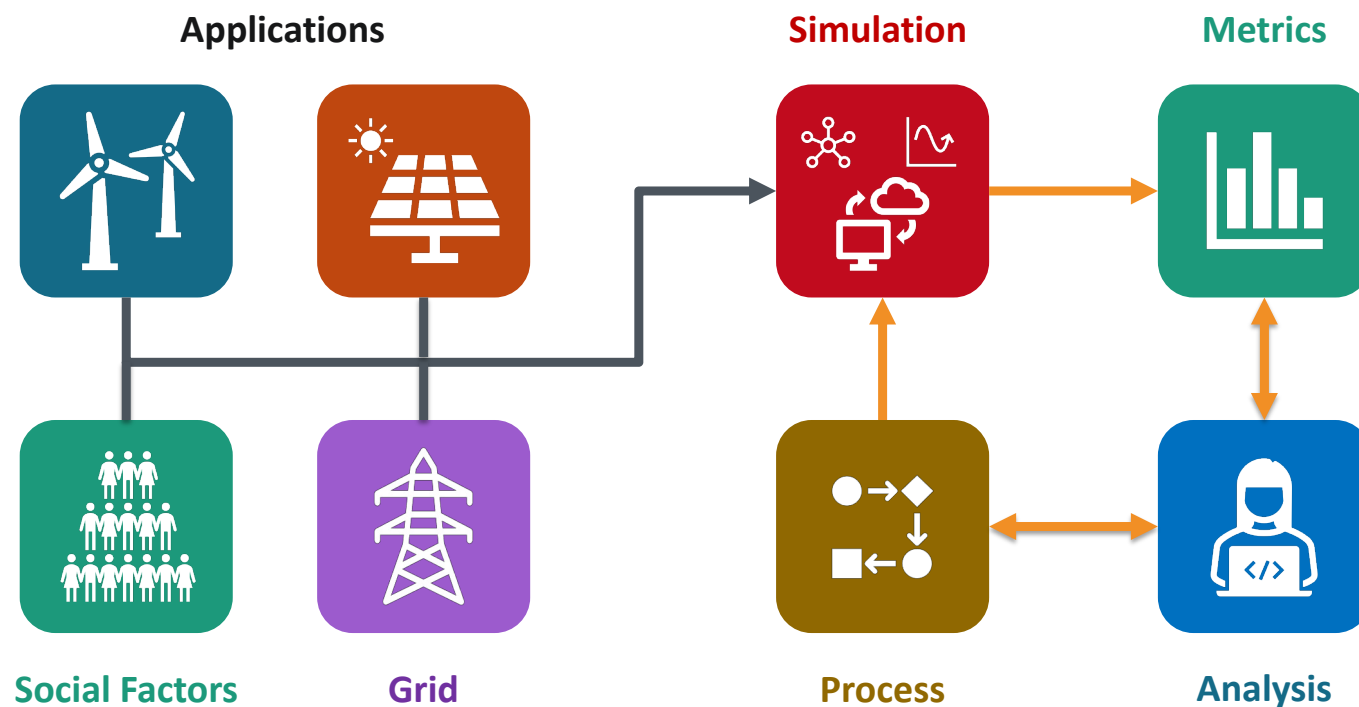 Applications
Simulation
Metrics
</>
Social Factors
Grid
Process
Analysis